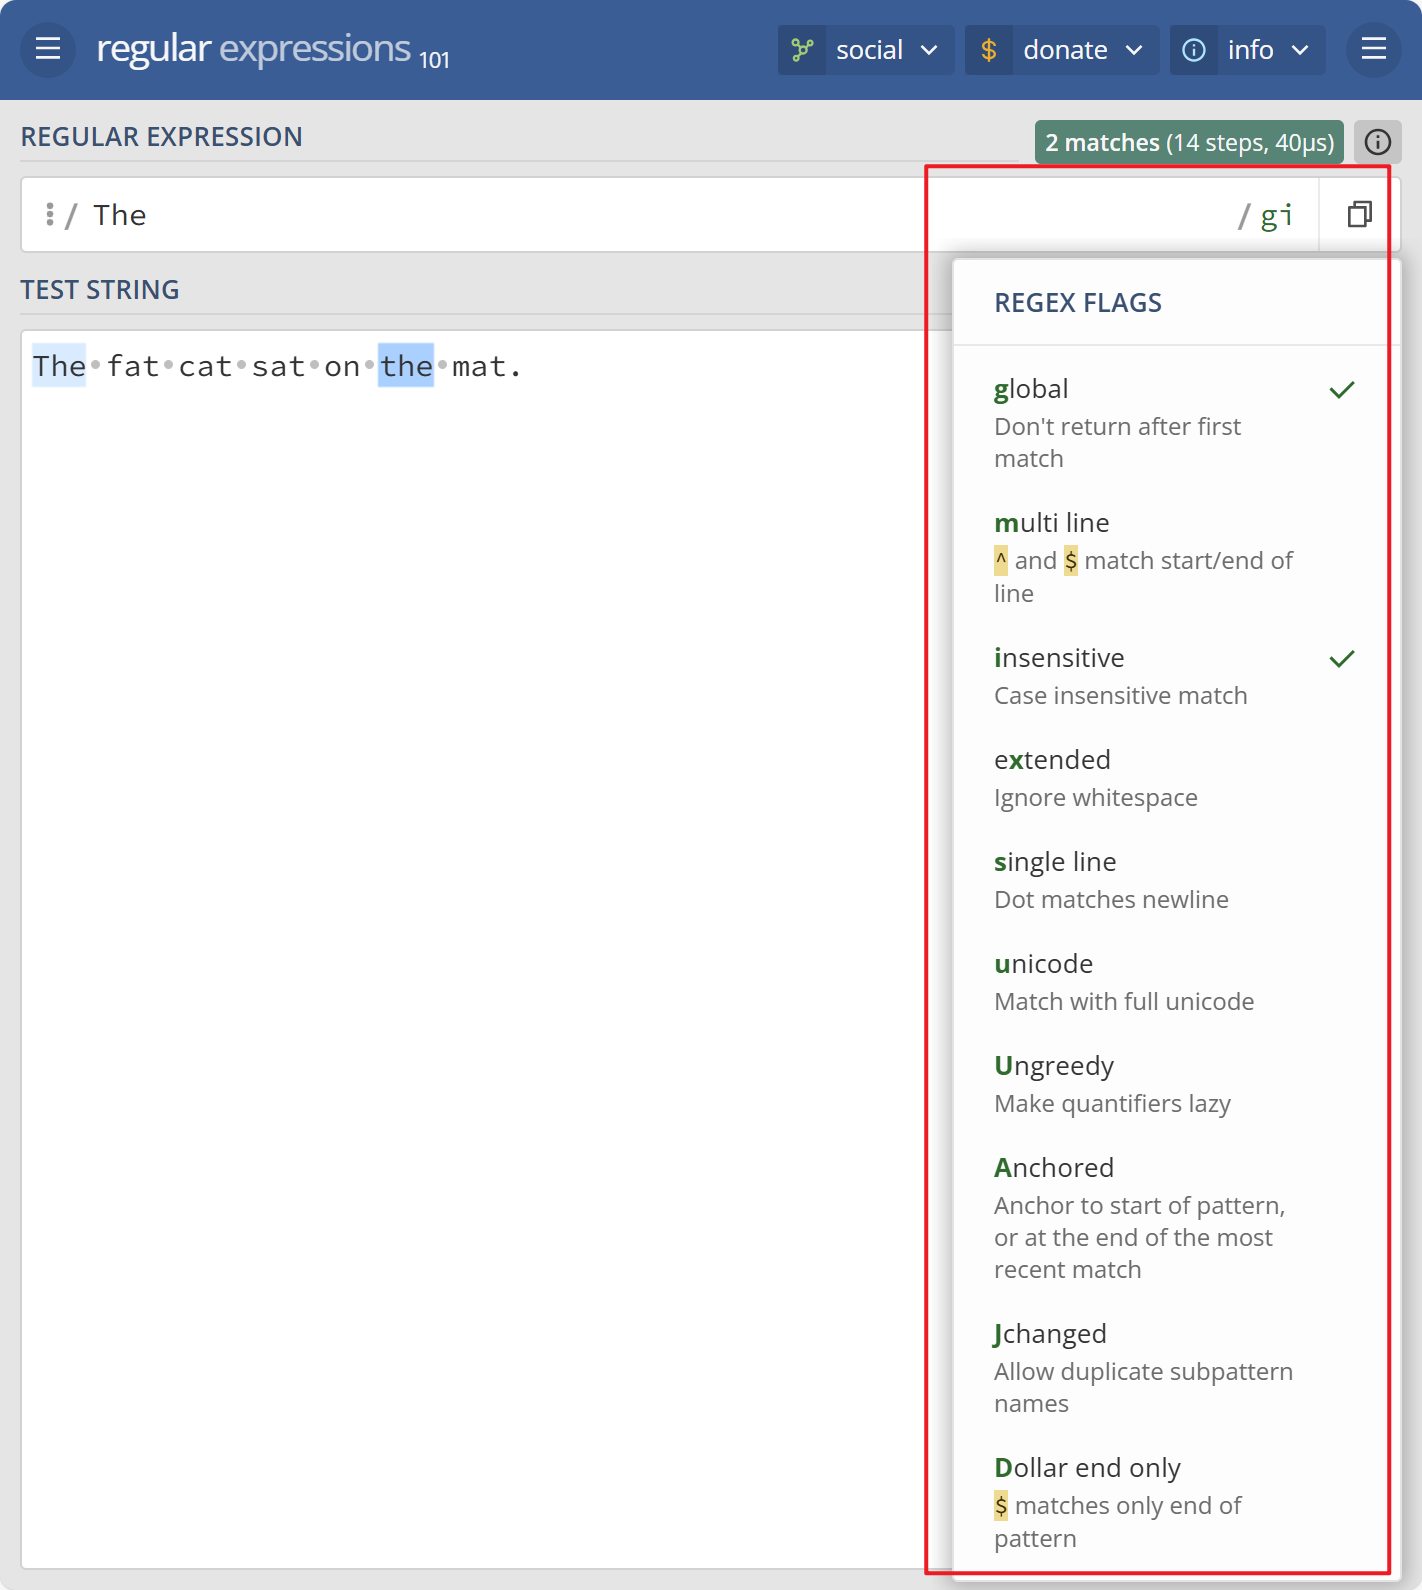 regular expressions 101
social
donate
info
REGULAR EXPRESSION
2 matches (14 steps, 40μs)
/ The
/ gi
TEST STRING
The·fat·cat·sat·on·the·mat.
REGEX FLAGS
global
Don't return after first
match
multi line
^ and $ match start/end of
line
insensitive
Case insensitive match
extended
Ignore whitespace
single line
Dot matches newline
unicode
Match with full unicode
Ungreedy
Make quantifiers lazy
Anchored
Anchor to start of pattern,
or at the end of the most
recent match
Jchanged
Allow duplicate subpattern
names
Dollar end only
$ matches only end of
pattern